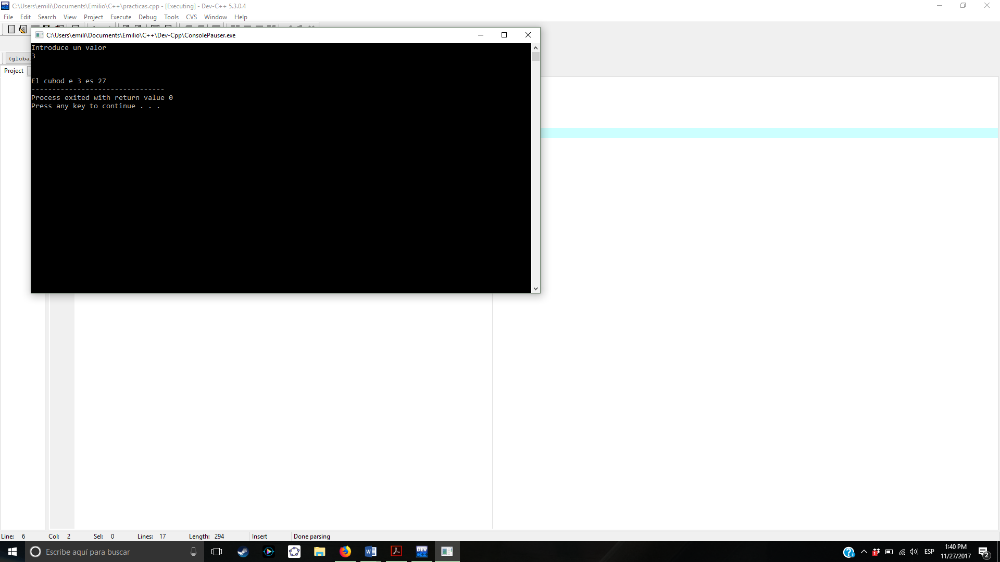 C:\Users\emili\Documents\Emilio\C++\practicas.cpp - [Executing] - Dev-C++ 5.3.0.4
File Edit Search View Project Execute Debug Tools CVS Window Help
C:\Users\emili\Documents\Emilio\C++\Dev-Cpp\ConsolePauser.exe
Introduce un valor
3
Project
El cubod e 3 es 27
--------------------------------
Process exited with return value 0
Press any key to continue . . .
Line: 6 Col: 2 Sel: 0 Lines: 17 Length: 294 Insert Done parsing
Escribe aquí para buscar
DEV
ESP
1:40 PM
11/27/2017
2